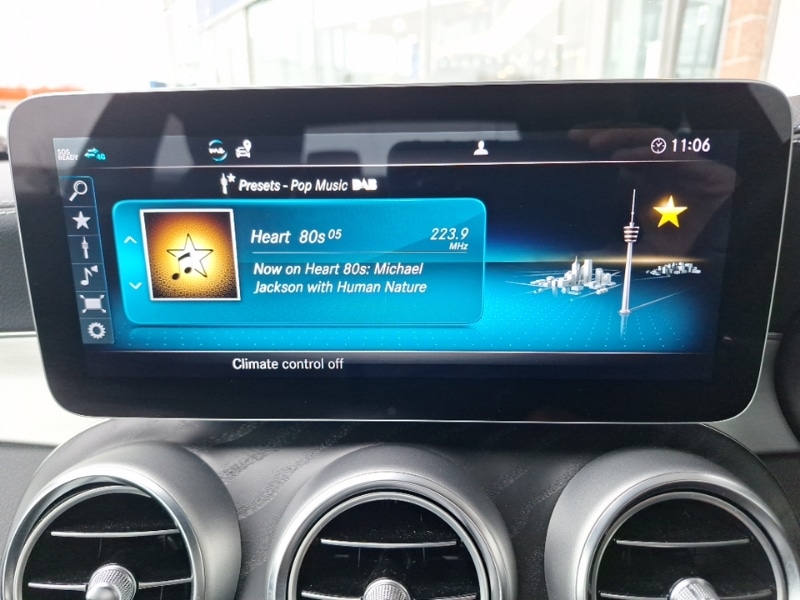 SOS READY 4G
11:06
Presets - Pop Music DAB
Heart 80s 05 223.9 MHz
Now on Heart 80s: Michael
Jackson with Human Nature
Climate control off